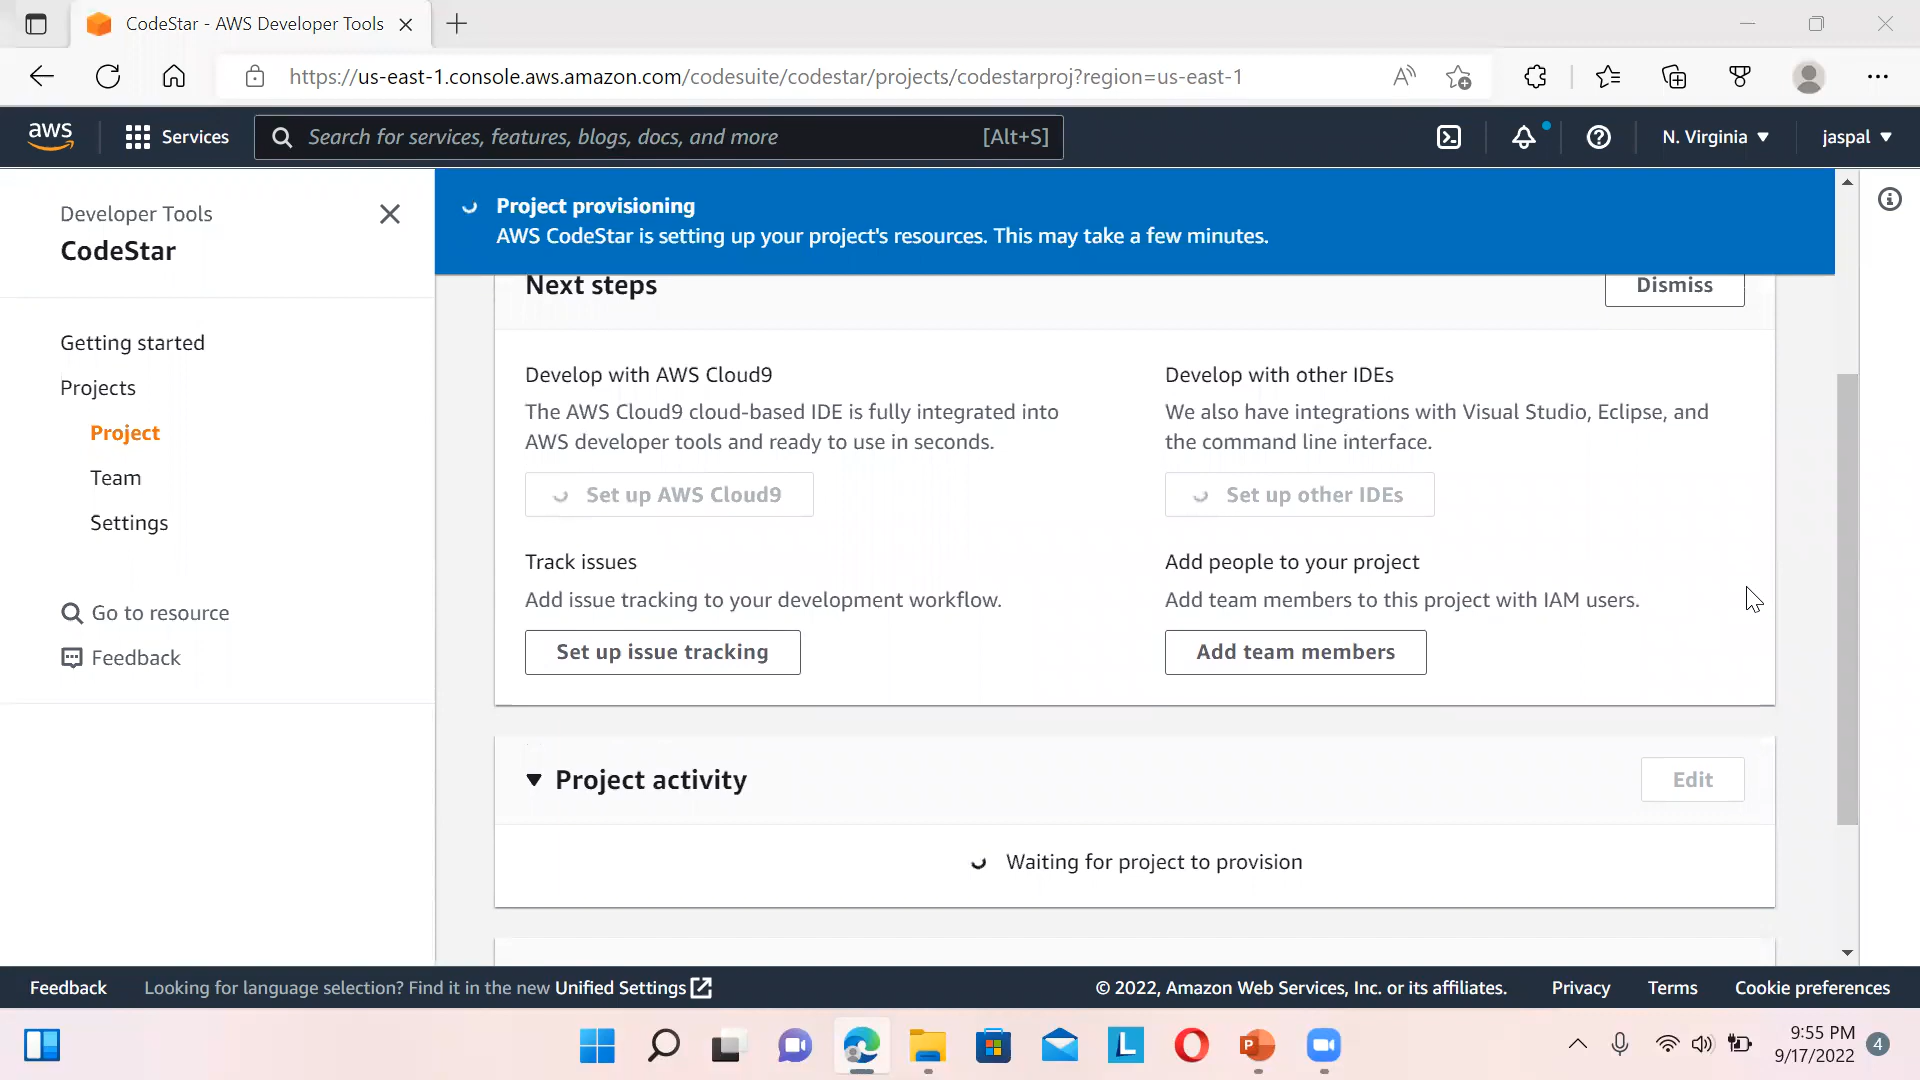 CodeStar - AWS Developer Tools
https://us-east-1.console.aws.amazon.com/codesuite/codestar/projects/codestarproj?region=us-east-1
aws
Services
Search for services, features, blogs, docs, and more
[Alt+S]
N. Virginia
jaspal
Developer Tools
CodeStar
Getting started
Projects
Project
Team
Settings
Go to resource
Feedback
Project provisioning
AWS CodeStar is setting up your project's resources. This may take a few minutes.
Next steps
Dismiss
Develop with AWS Cloud9
The AWS Cloud9 cloud-based IDE is fully integrated into
AWS developer tools and ready to use in seconds.
Set up AWS Cloud9
Develop with other IDEs
We also have integrations with Visual Studio, Eclipse, and
the command line interface.
Set up other IDEs
Track issues
Add issue tracking to your development workflow.
Set up issue tracking
Add people to your project
Add team members to this project with IAM users.
Add team members
Project activity
Edit
Waiting for project to provision
Feedback
Looking for language selection? Find it in the new Unified Settings
© 2022, Amazon Web Services, Inc. or its affiliates.
Privacy
Terms
Cookie preferences
L
P
9:55 PM
9/17/2022
4